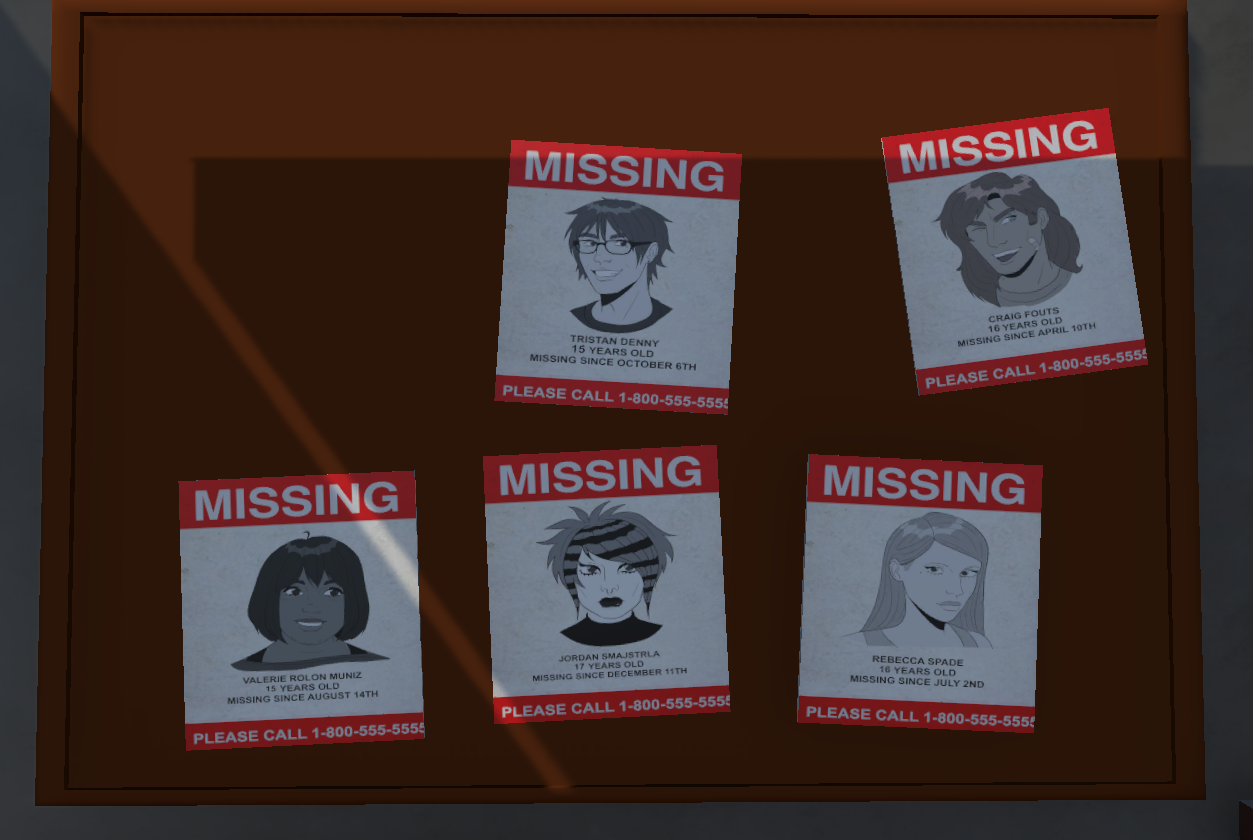 MISSING
TRISTAN DENNY
15 YEARS OLD
MISSING SINCE OCTOBER 6TH
PLEASE CALL 1-800-555-5555
MISSING
CRAIG FOUTS
16 YEARS OLD
MISSING SINCE APRIL 10TH
PLEASE CALL 1-800-555-5555
MISSING
VALERIE ROLON MUNIZ
15 YEARS OLD
MISSING SINCE AUGUST 14TH
PLEASE CALL 1-800-555-5555
MISSING
JORDAN SMAJSTRLA
17 YEARS OLD
MISSING SINCE DECEMBER 11TH
PLEASE CALL 1-800-555-5555
MISSING
REBECCA SPADE
16 YEARS OLD
MISSING SINCE JULY 2ND
PLEASE CALL 1-800-555-5555